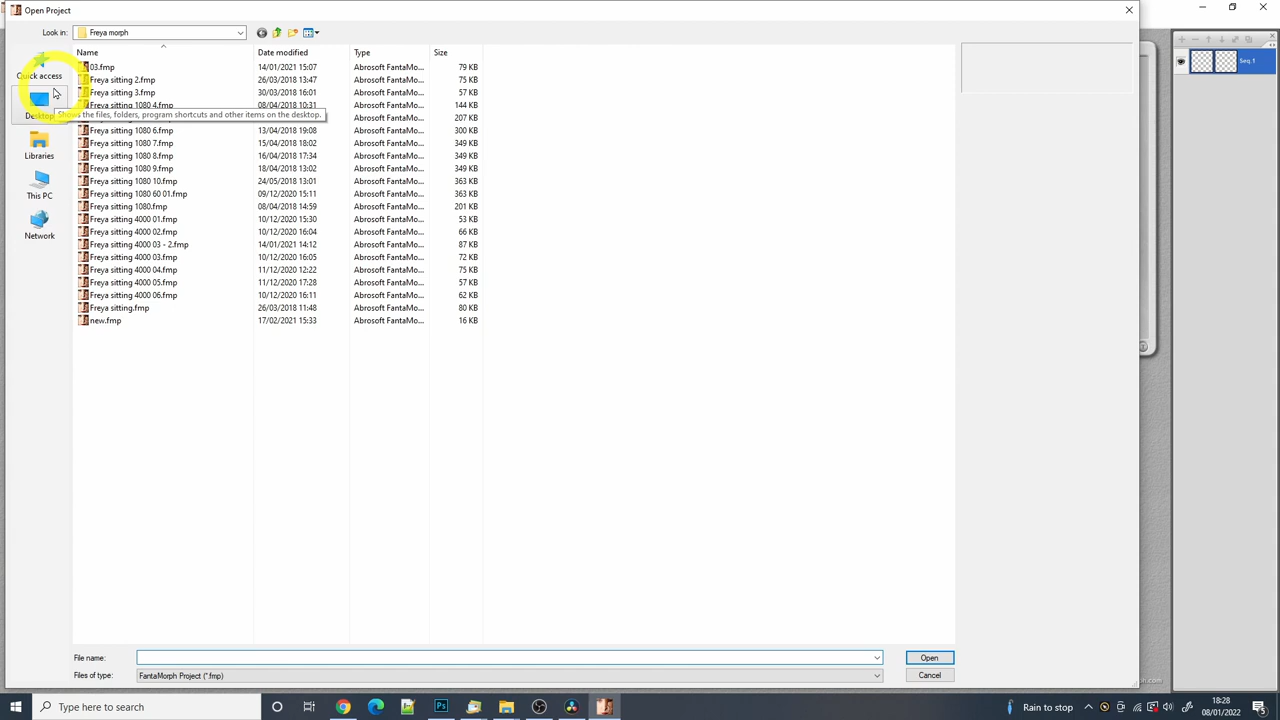 Open Project
Look in: Freya morph
Name Date modified Type Size
Quick access
Desktop
Libraries
This PC
Network
03.fmp 14/01/2021 15:07 Abrosoft FantaMo... 79 KB
Freya sitting 2.fmp 26/03/2018 13:47 Abrosoft FantaMo... 75 KB
Freya sitting 3.fmp 30/03/2018 16:01 Abrosoft FantaMo... 57 KB
Freya sitting 1080 4.fmp 08/04/2018 10:31 Abrosoft FantaMo... 144 KB
Shows the files, folders, program shortcuts and other items on the desktop.
Abrosoft FantaMo... 207 KB
Freya sitting 1080 6.fmp 13/04/2018 19:08 Abrosoft FantaMo... 300 KB
Freya sitting 1080 7.fmp 15/04/2018 18:02 Abrosoft FantaMo... 349 KB
Freya sitting 1080 8.fmp 16/04/2018 17:34 Abrosoft FantaMo... 349 KB
Freya sitting 1080 9.fmp 18/04/2018 13:02 Abrosoft FantaMo... 349 KB
Freya sitting 1080 10.fmp 24/05/2018 13:01 Abrosoft FantaMo... 363 KB
Freya sitting 1080 60 01.fmp 09/12/2020 15:11 Abrosoft FantaMo... 363 KB
Freya sitting 1080.fmp 08/04/2018 14:59 Abrosoft FantaMo... 201 KB
Freya sitting 4000 01.fmp 10/12/2020 15:30 Abrosoft FantaMo... 53 KB
Freya sitting 4000 02.fmp 10/12/2020 16:04 Abrosoft FantaMo... 66 KB
Freya sitting 4000 03 - 2.fmp 14/01/2021 14:12 Abrosoft FantaMo... 87 KB
Freya sitting 4000 03.fmp 10/12/2020 16:05 Abrosoft FantaMo... 72 KB
Freya sitting 4000 04.fmp 11/12/2020 12:22 Abrosoft FantaMo... 75 KB
Freya sitting 4000 05.fmp 11/12/2020 17:28 Abrosoft FantaMo... 57 KB
Freya sitting 4000 06.fmp 10/12/2020 16:11 Abrosoft FantaMo... 62 KB
Freya sitting.fmp 26/03/2018 11:48 Abrosoft FantaMo... 80 KB
new.fmp 17/02/2021 15:33 Abrosoft FantaMo... 16 KB
File name: Open
Files of type: FantaMorph Project (*.fmp) Cancel
Seq.1
Type here to search
Ps
Rain to stop
18:28
08/01/2022